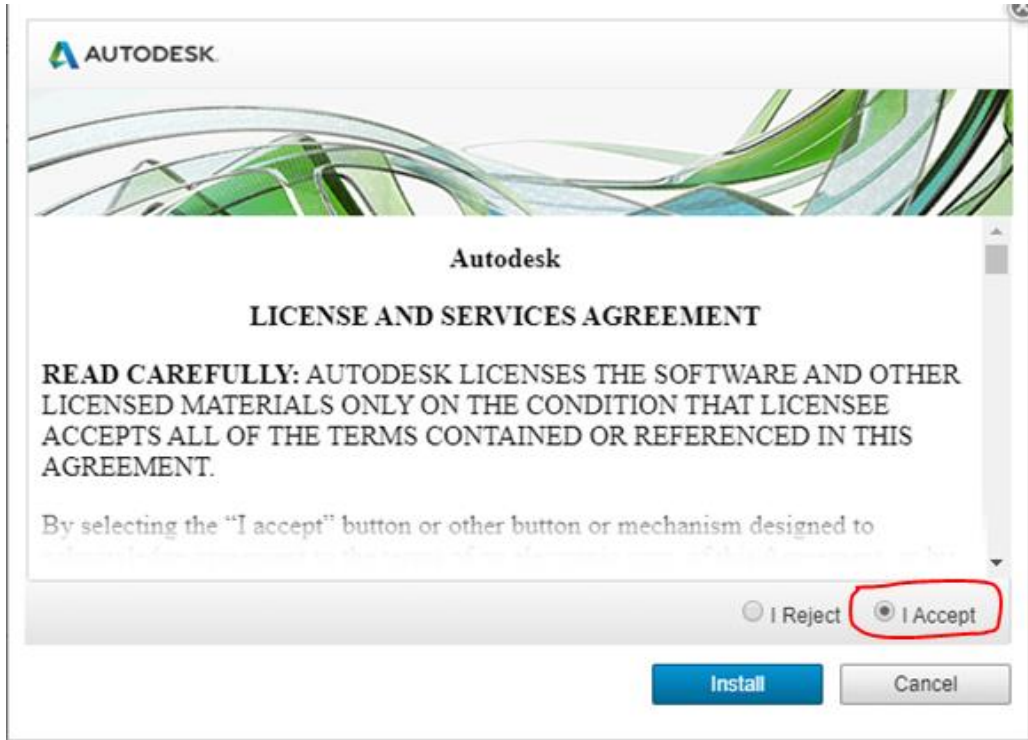 AUTODESK.
Autodesk
LICENSE AND SERVICES AGREEMENT
READ CAREFULLY: AUTODESK LICENSES THE SOFTWARE AND OTHER
LICENSED MATERIALS ONLY ON THE CONDITION THAT LICENSEE
ACCEPTS ALL OF THE TERMS CONTAINED OR REFERENCED IN THIS
AGREEMENT.
By selecting the “I accept” button or other button or mechanism designed to
I Reject I Accept
Install Cancel